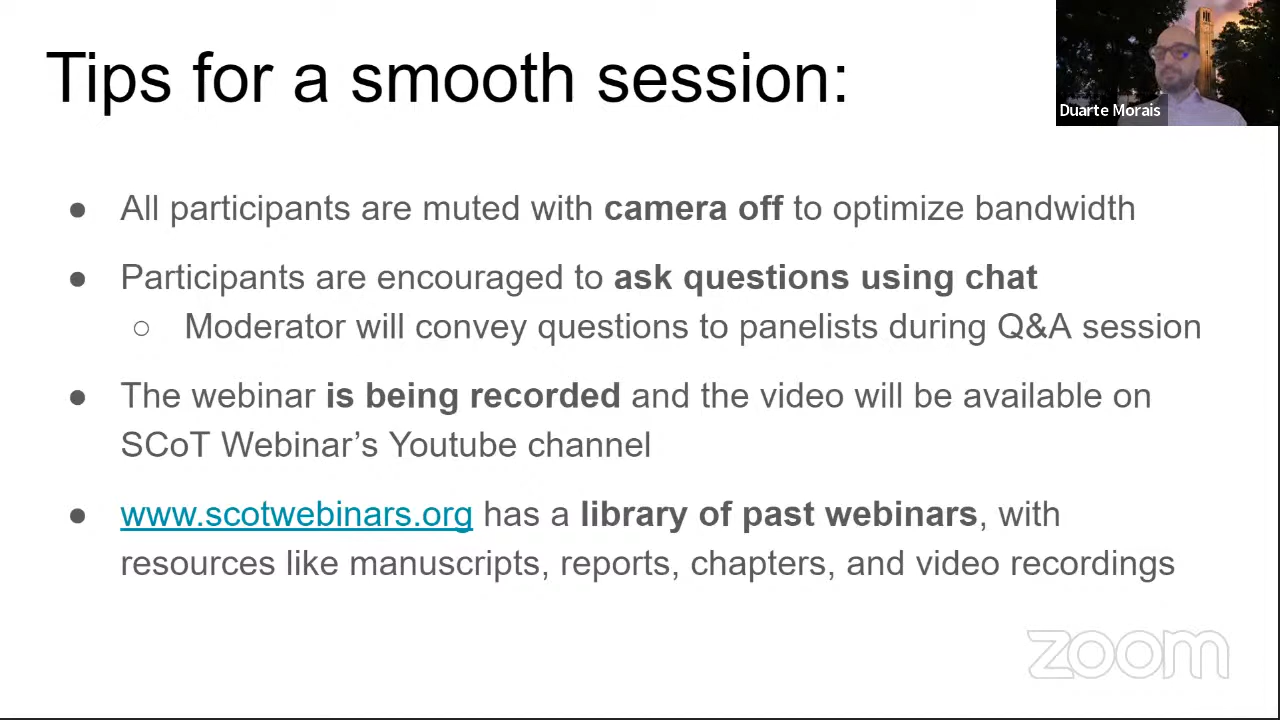 Tips for a smooth session:
Duarte Morais
● All participants are muted with camera off to optimize bandwidth
● Participants are encouraged to ask questions using chat
○ Moderator will convey questions to panelists during Q&A session
● The webinar is being recorded and the video will be available on
SCoT Webinar’s Youtube channel
● www.scotwebinars.org has a library of past webinars, with
resources like manuscripts, reports, chapters, and video recordings
zoom